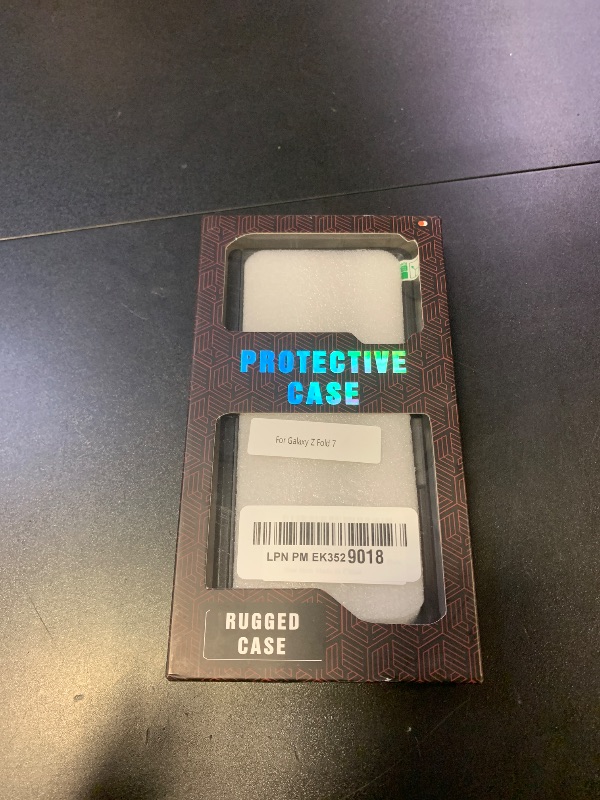 PROTECTIVE
CASE
For Galaxy Z Fold 7
LPN PM EK3529018
RUGGED
CASE